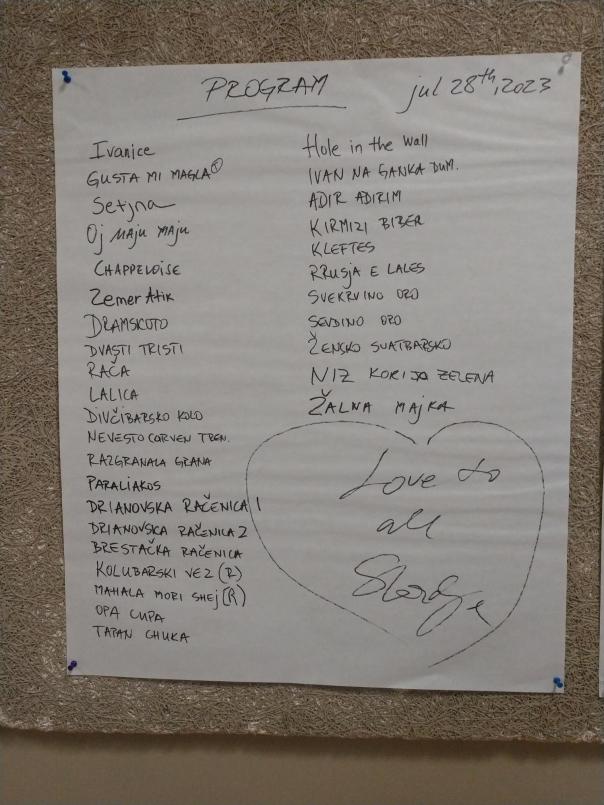 PROGRAM
jul 28th, 2023
Ivanice
GUSTA MI MAGLA
Setjna
Oj MAJU MAJU
CHAPPELOISE
Zemer Atik
DRAMSKOTO
DVASTI TRISTI
RAČA
LALICA
DIVČIBARSKO KOLO
NEVESTO CORVEN TREN.
RAZGRANALA GRANA
PARALIAKOS
DRIANOVSKA RAČENICA 1
DRIANOVSKA RAČENICA 2
BRESTAČKA RAČENICA
KOLUBARSKI VEZ (R)
MAHALA MORI SHEJ (R)
OPA CUPA
TAPAN CHUKA
Hole in the Wall
IVAN NA GANKA DUM.
ADIR ADIRIM
KIRMIZI BIBER
KLEFTES
RRUSJA E LALES
SVEKRVINO ORO
SEVDINO ORO
ŽENSKO SVATBARSKO
NIZ KORIJA ZELENA
ŽALNA MAJKA
Love to
all